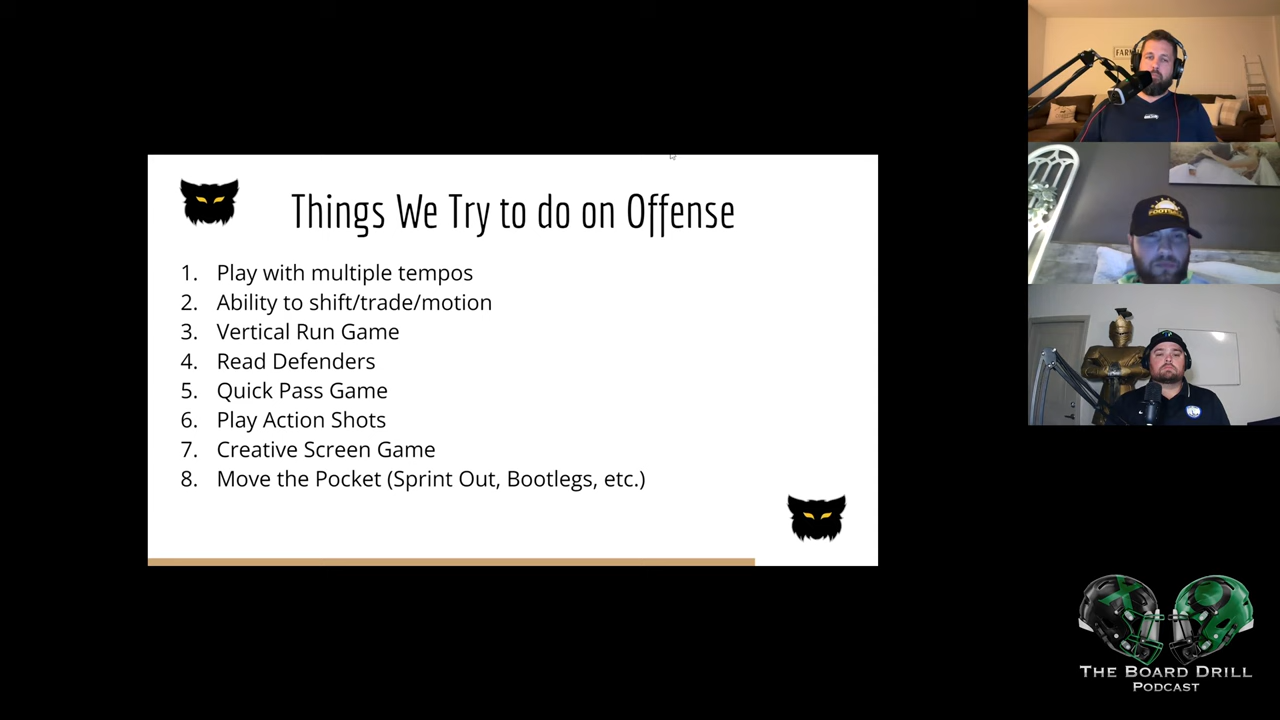 Things We Try to do on Offense
1. Play with multiple tempos
2. Ability to shift/trade/motion
3. Vertical Run Game
4. Read Defenders
5. Quick Pass Game
6. Play Action Shots
7. Creative Screen Game
8. Move the Pocket (Sprint Out, Bootlegs, etc.)
FARM
FOOTBALL
THE BOARD DRILL
PODCAST